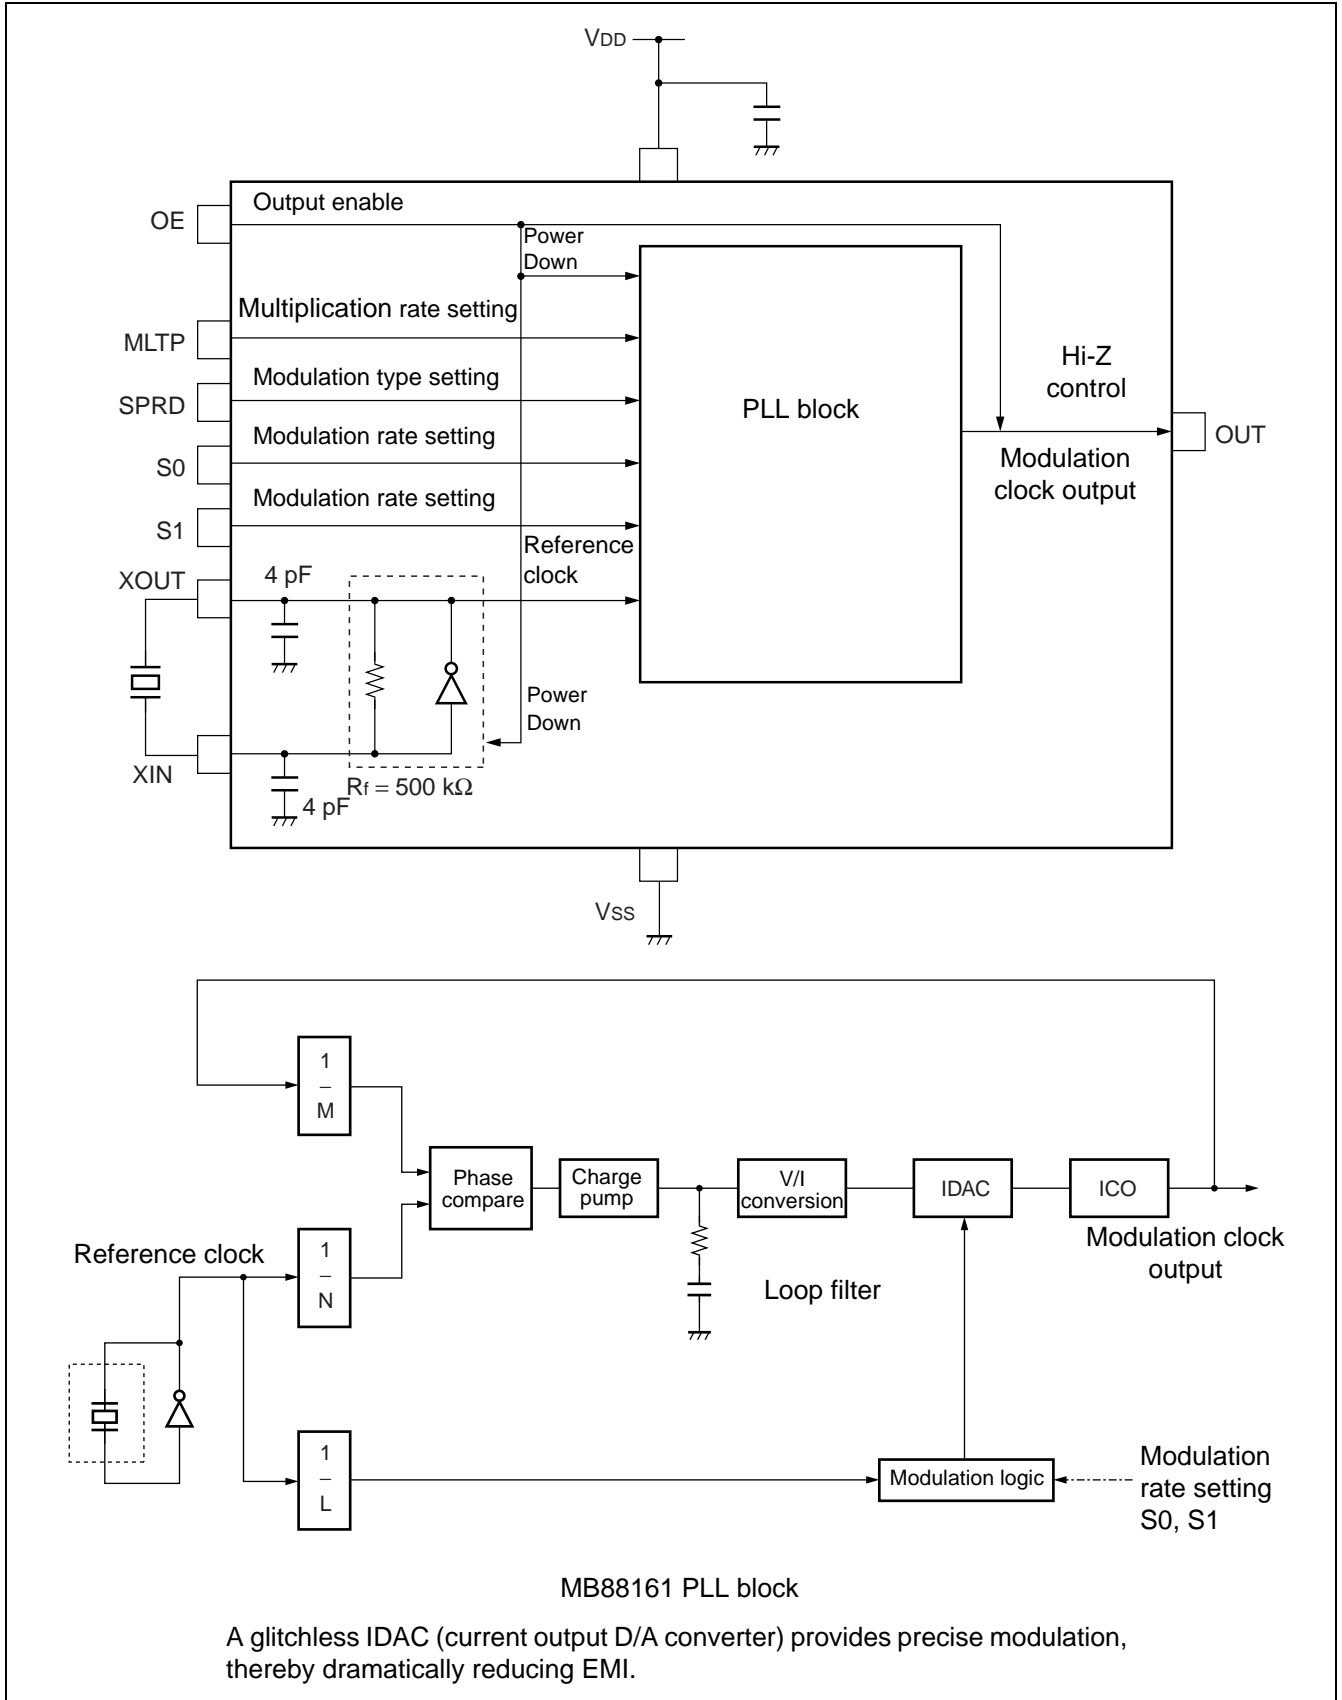 VDD
OE
Output enable
Power
Down
MLTP
Multiplication rate setting
SPRD
Modulation type setting
S0
Modulation rate setting
S1
Modulation rate setting
PLL block
Hi-Z
control
OUT
Modulation
clock output
Reference
clock
XOUT
4 pF
Power
Down
XIN
4 pF
Rf = 500 kΩ
VSS
1
–
M
Phase
compare
Charge
pump
V/I
conversion
IDAC
ICO
Modulation clock
output
Reference clock
1
–
N
Loop filter
1
–
L
Modulation logic
Modulation
rate setting
S0, S1
MB88161 PLL block
A glitchless IDAC (current output D/A converter) provides precise modulation,
thereby dramatically reducing EMI.